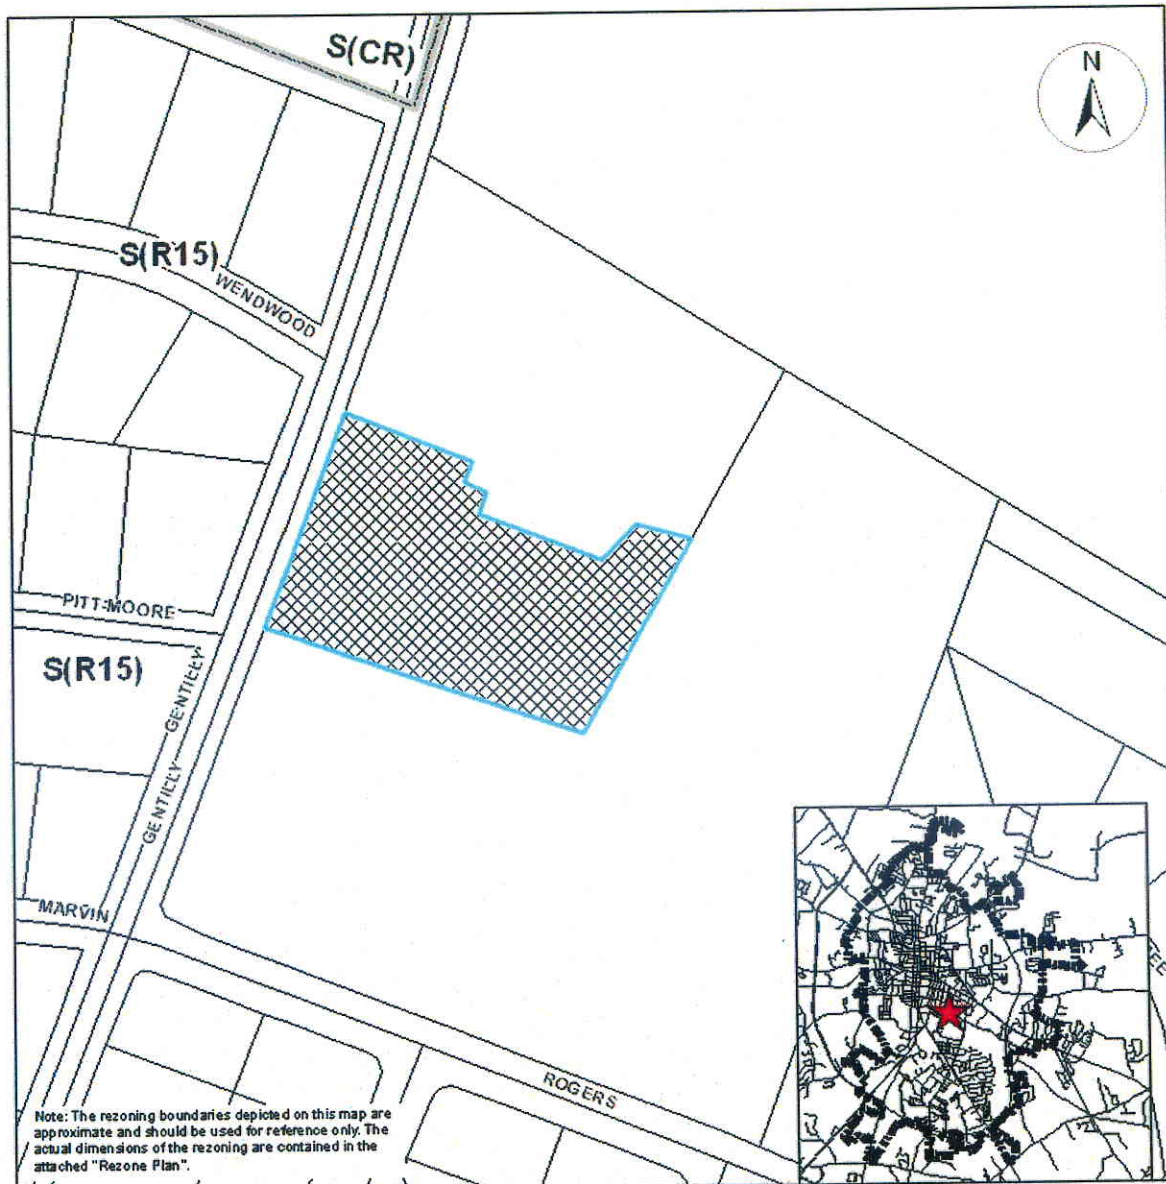 S(CR)
N
S(R15)
WENDWOOD
PITT-MOORE
S(R15)
GENTILLY
GENTILLY
MARVIN
ROGERS
Note: The rezoning boundaries depicted on this map are
approximate and should be used for reference only. The
actual dimensions of the rezoning are contained in the
attached "Rezone Plan".